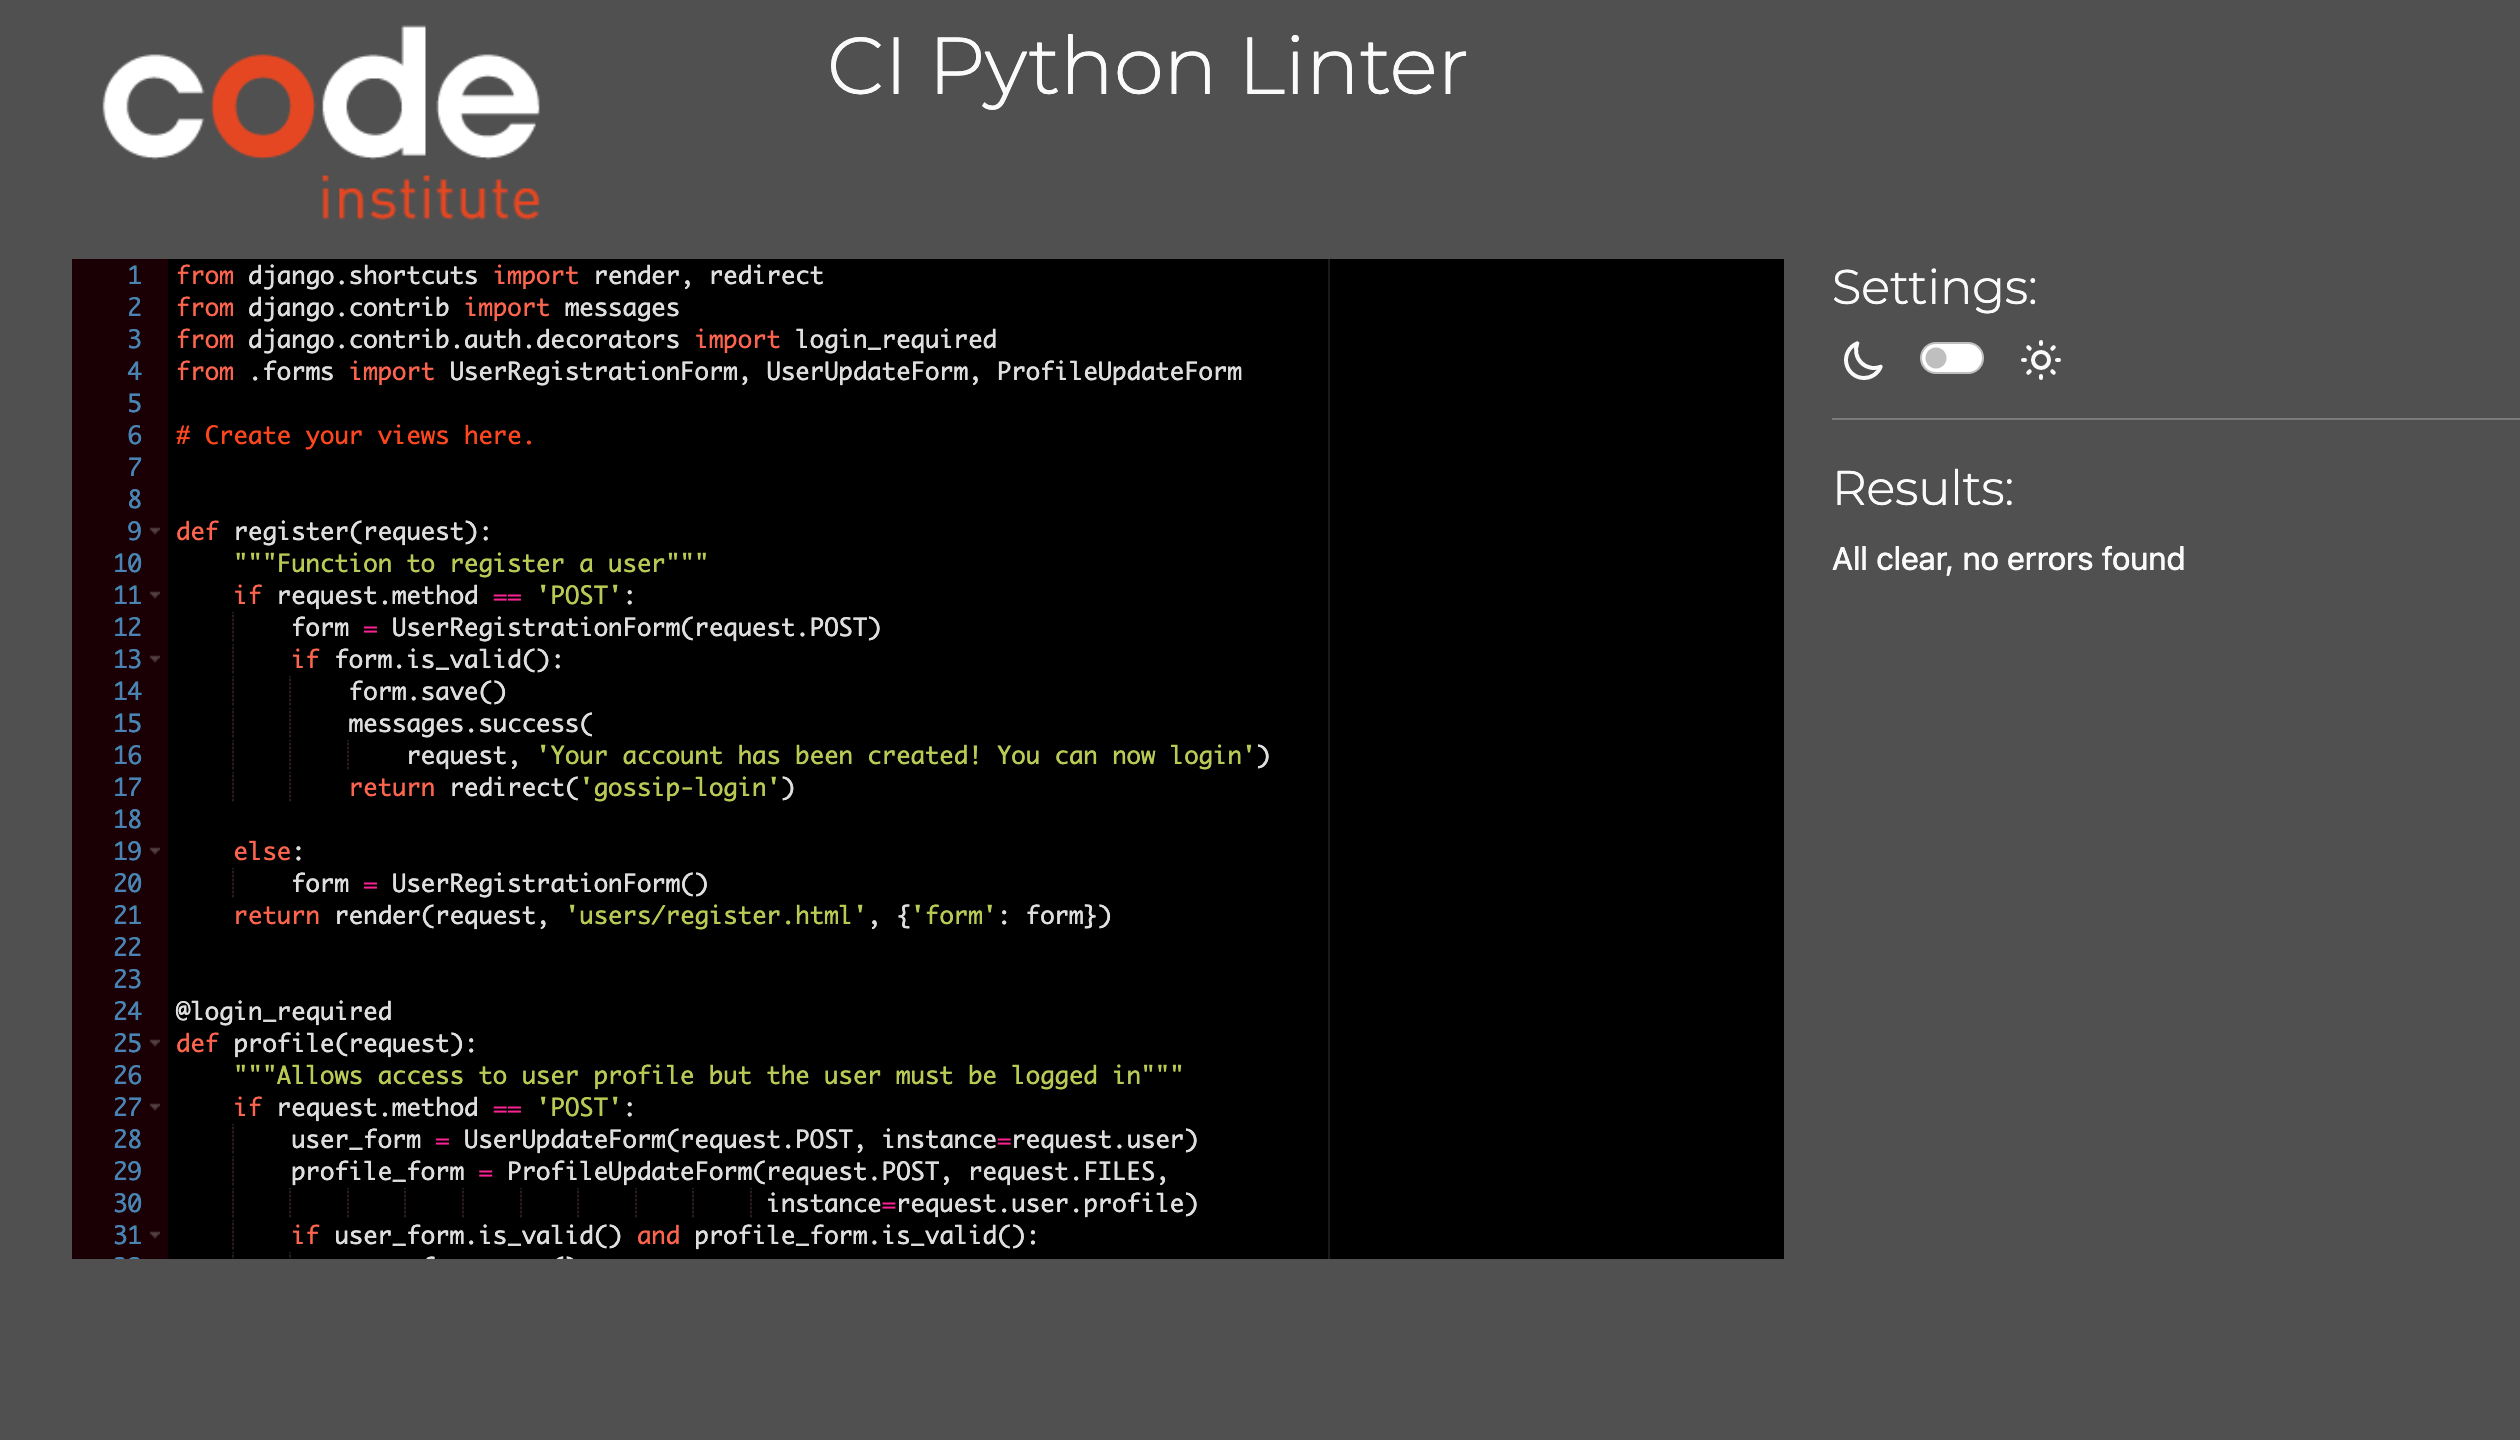 code
institute
CI Python Linter
1 from django.shortcuts import render, redirect
2 from django.contrib import messages
3 from django.contrib.auth.decorators import login_required
4 from .forms import UserRegistrationForm, UserUpdateForm, ProfileUpdateForm
5
6 # Create your views here.
7
8
9 def register(request):
10     """Function to register a user"""
11     if request.method == 'POST':
12         form = UserRegistrationForm(request.POST)
13         if form.is_valid():
14             form.save()
15             messages.success(
16                 request, 'Your account has been created! You can now login')
17             return redirect('gossip-login')
18
19     else:
20         form = UserRegistrationForm()
21     return render(request, 'users/register.html', {'form': form})
22
23
24 @login_required
25 def profile(request):
26     """Allows access to user profile but the user must be logged in"""
27     if request.method == 'POST':
28         user_form = UserUpdateForm(request.POST, instance=request.user)
29         profile_form = ProfileUpdateForm(request.POST, request.FILES,
30                                          instance=request.user.profile)
31         if user_form.is_valid() and profile_form.is_valid():
Settings:
Results:
All clear, no errors found